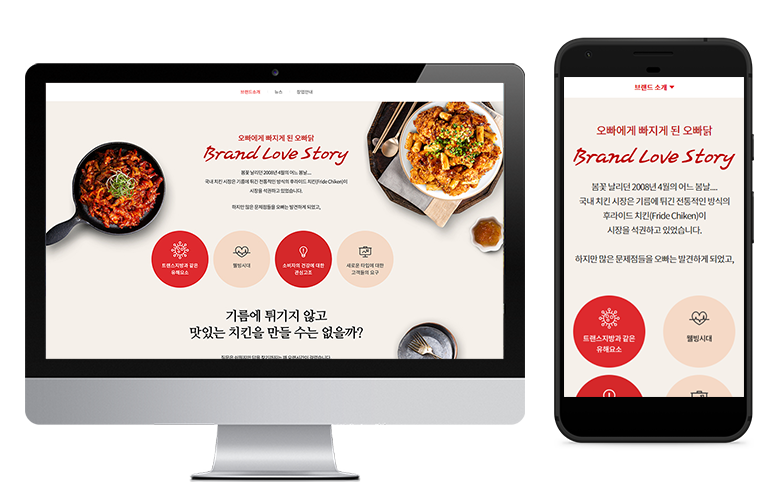 브랜드소개 뉴스 창업안내
오빠에게 빠지게 된 오빠닭
Brand Love Story
봄꽃 날리던 2008년 4월의 어느 봄날....
국내 치킨 시장은 기름에 튀긴 전통적인 방식의 후라이드 치킨(Fride Chiken)이
시장을 석권하고 있었습니다.
하지만 많은 문제점들을 오빠는 발견하게 되었고,
트랜스지방과 같은
유해요소
웰빙시대
소비자의 건강에 대한
관심고조
새로운 타입에 대한
고객들의 요구
기름에 튀기지 않고
맛있는 치킨을 만들 수는 없을까?
브랜드 소개
오빠에게 빠지게 된 오빠닭
Brand Love Story
봄꽃 날리던 2008년 4월의 어느 봄날....
국내 치킨 시장은 기름에 튀긴 전통적인 방식의
후라이드 치킨(Fride Chiken)이
시장을 석권하고 있었습니다.
하지만 많은 문제점들을 오빠는 발견하게 되었고,
트랜스지방과 같은
유해요소
웰빙시대